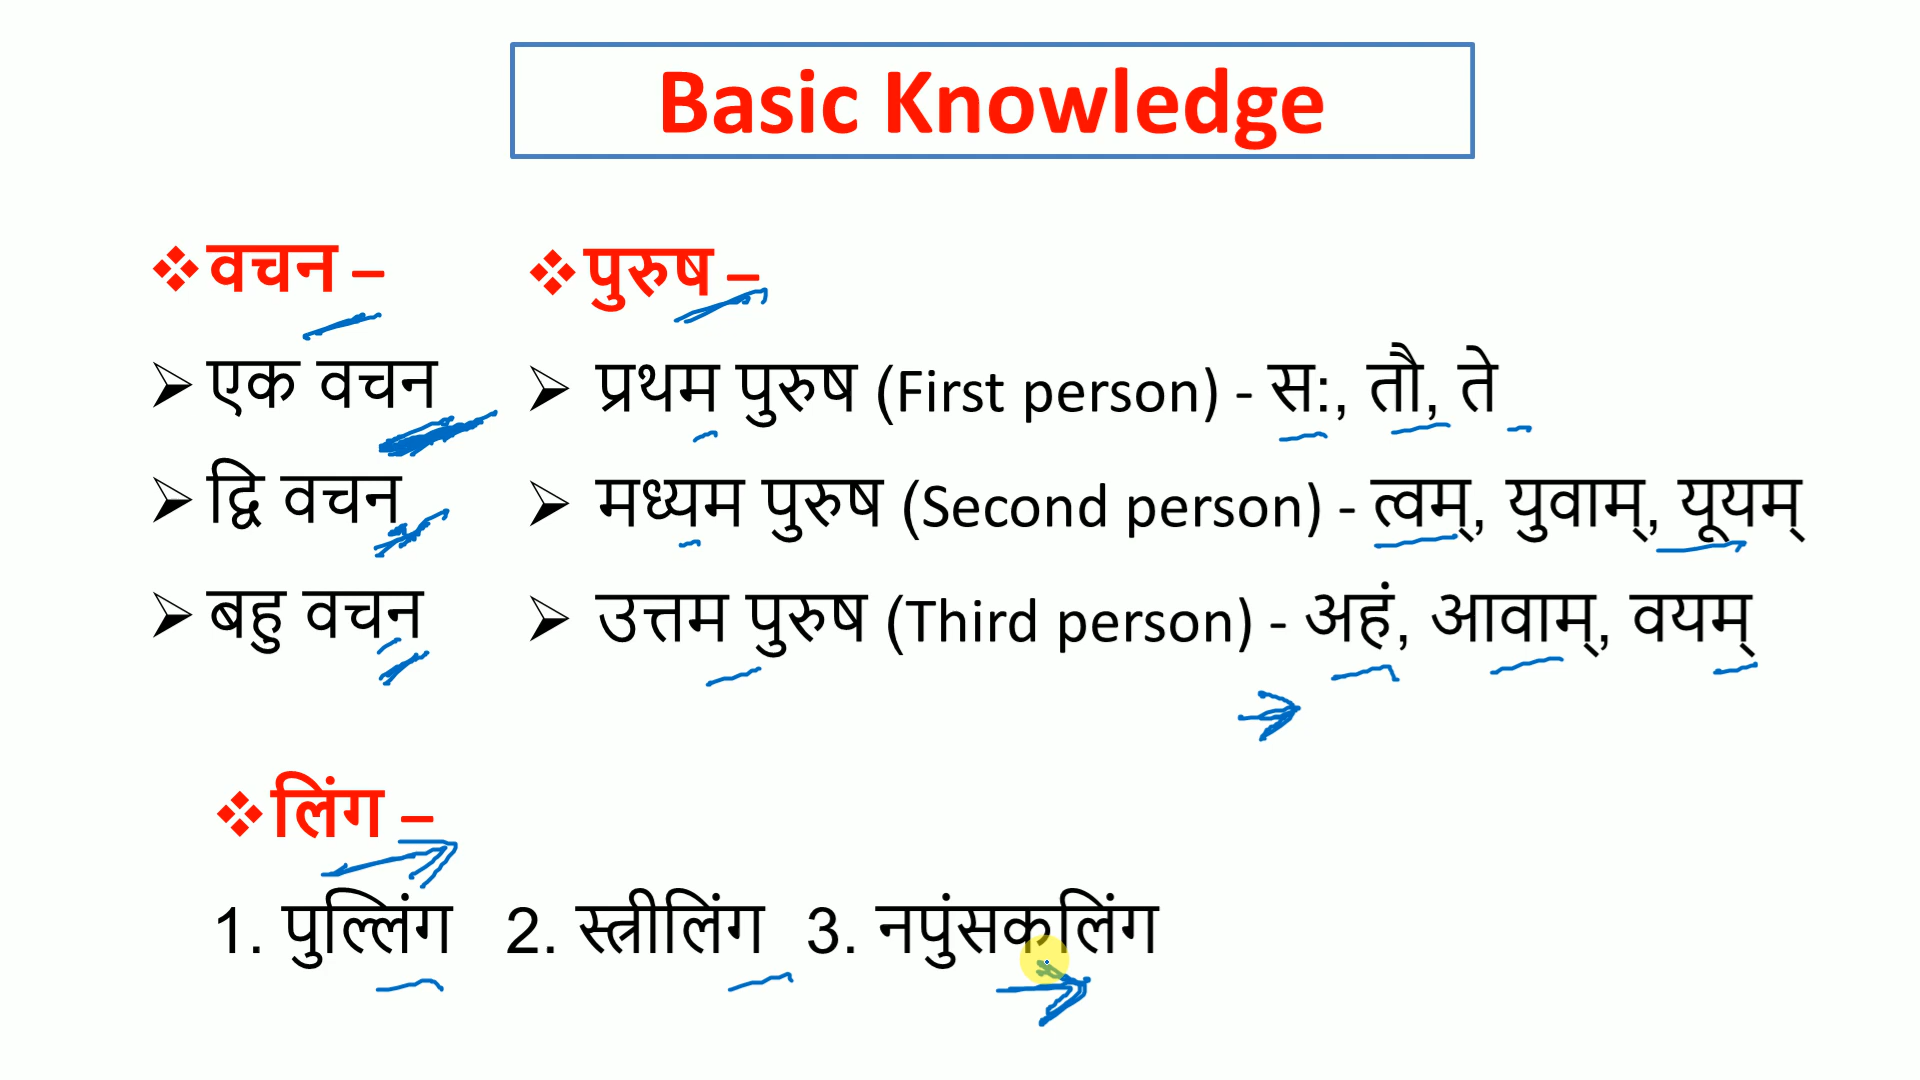 Basic Knowledge
❖वचन –
➢ एक वचन
➢ द्वि वचन
➢ बहु वचन
❖पुरुष –
➢ प्रथम पुरुष (First person) - स:, तौ, ते
➢ मध्यम पुरुष (Second person) - त्वम्, युवाम्, यूयम्
➢ उत्तम पुरुष (Third person) - अहं, आवाम्, वयम्
❖लिंग –
1. पुल्लिंग 2. स्त्रीलिंग 3. नपुंसकलिंग